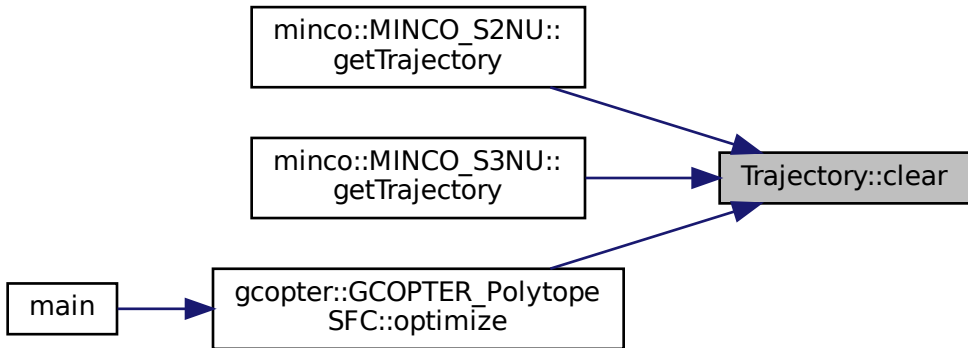 minco::MINCO_S2NU::
getTrajectory
minco::MINCO_S3NU::
getTrajectory
Trajectory::clear
main
gcopter::GCOPTER_Polytope
SFC::optimize